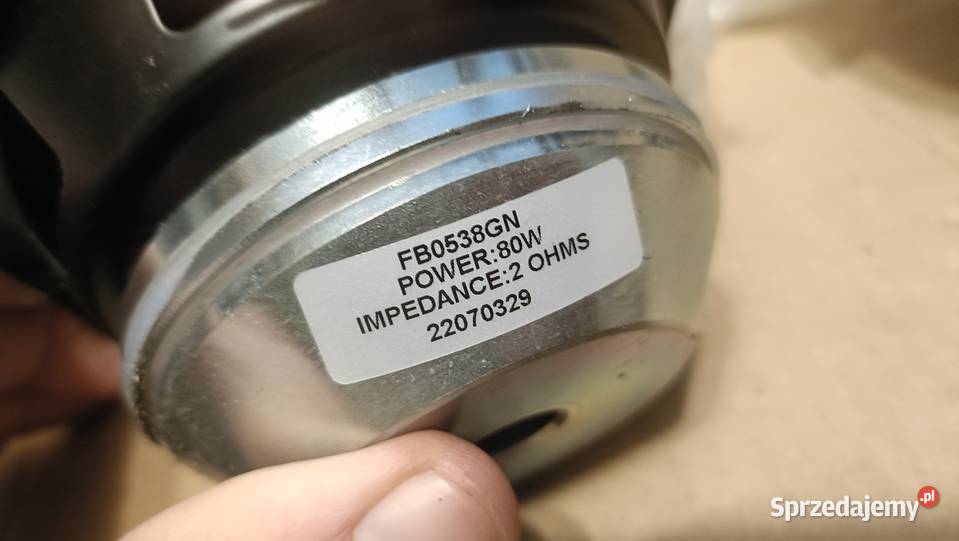 FB0538GN
POWER:80W
IMPEDANCE:2 OHMS
22070329
Sprzedajemy.pl